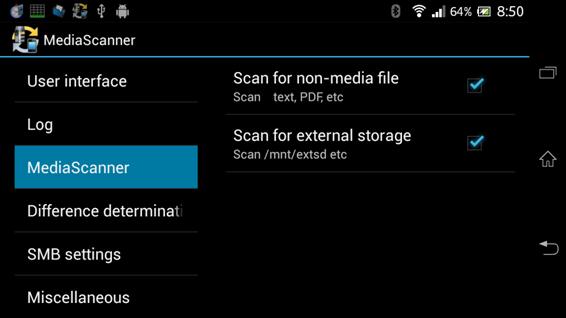 64% 8:50
MediaScanner
User interface
Log
MediaScanner
Difference determinati
SMB settings
Miscellaneous
Scan for non-media file
Scan text, PDF, etc
Scan for external storage
Scan /mnt/extsd etc